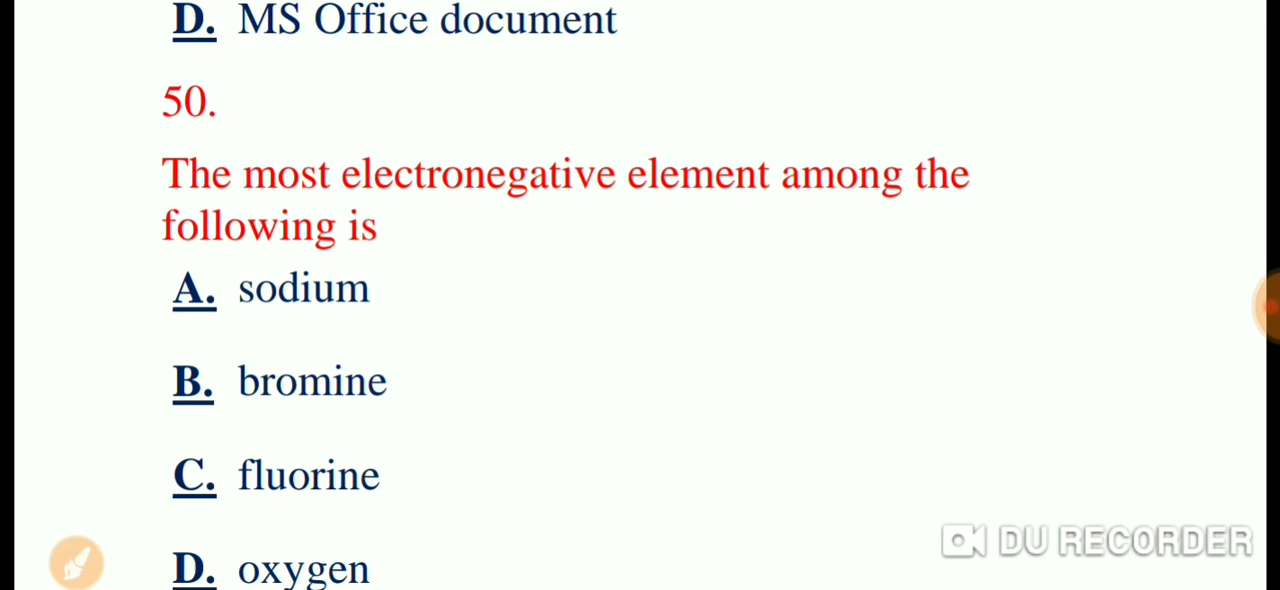 D. MS Office document
50.
The most electronegative element among the
following is
A. sodium
B. bromine
C. fluorine
D. oxygen
DU RECORDER